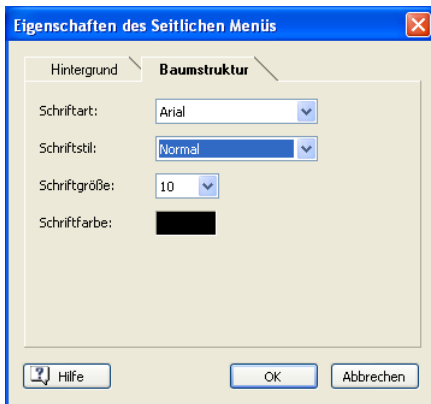 Eigenschaften des Seitlichen Menüs
Hintergrund Baumstruktur
Schriftart: Arial
Schriftstil: Normal
Schriftgröße: 10
Schriftfarbe:
Hilfe OK Abbrechen